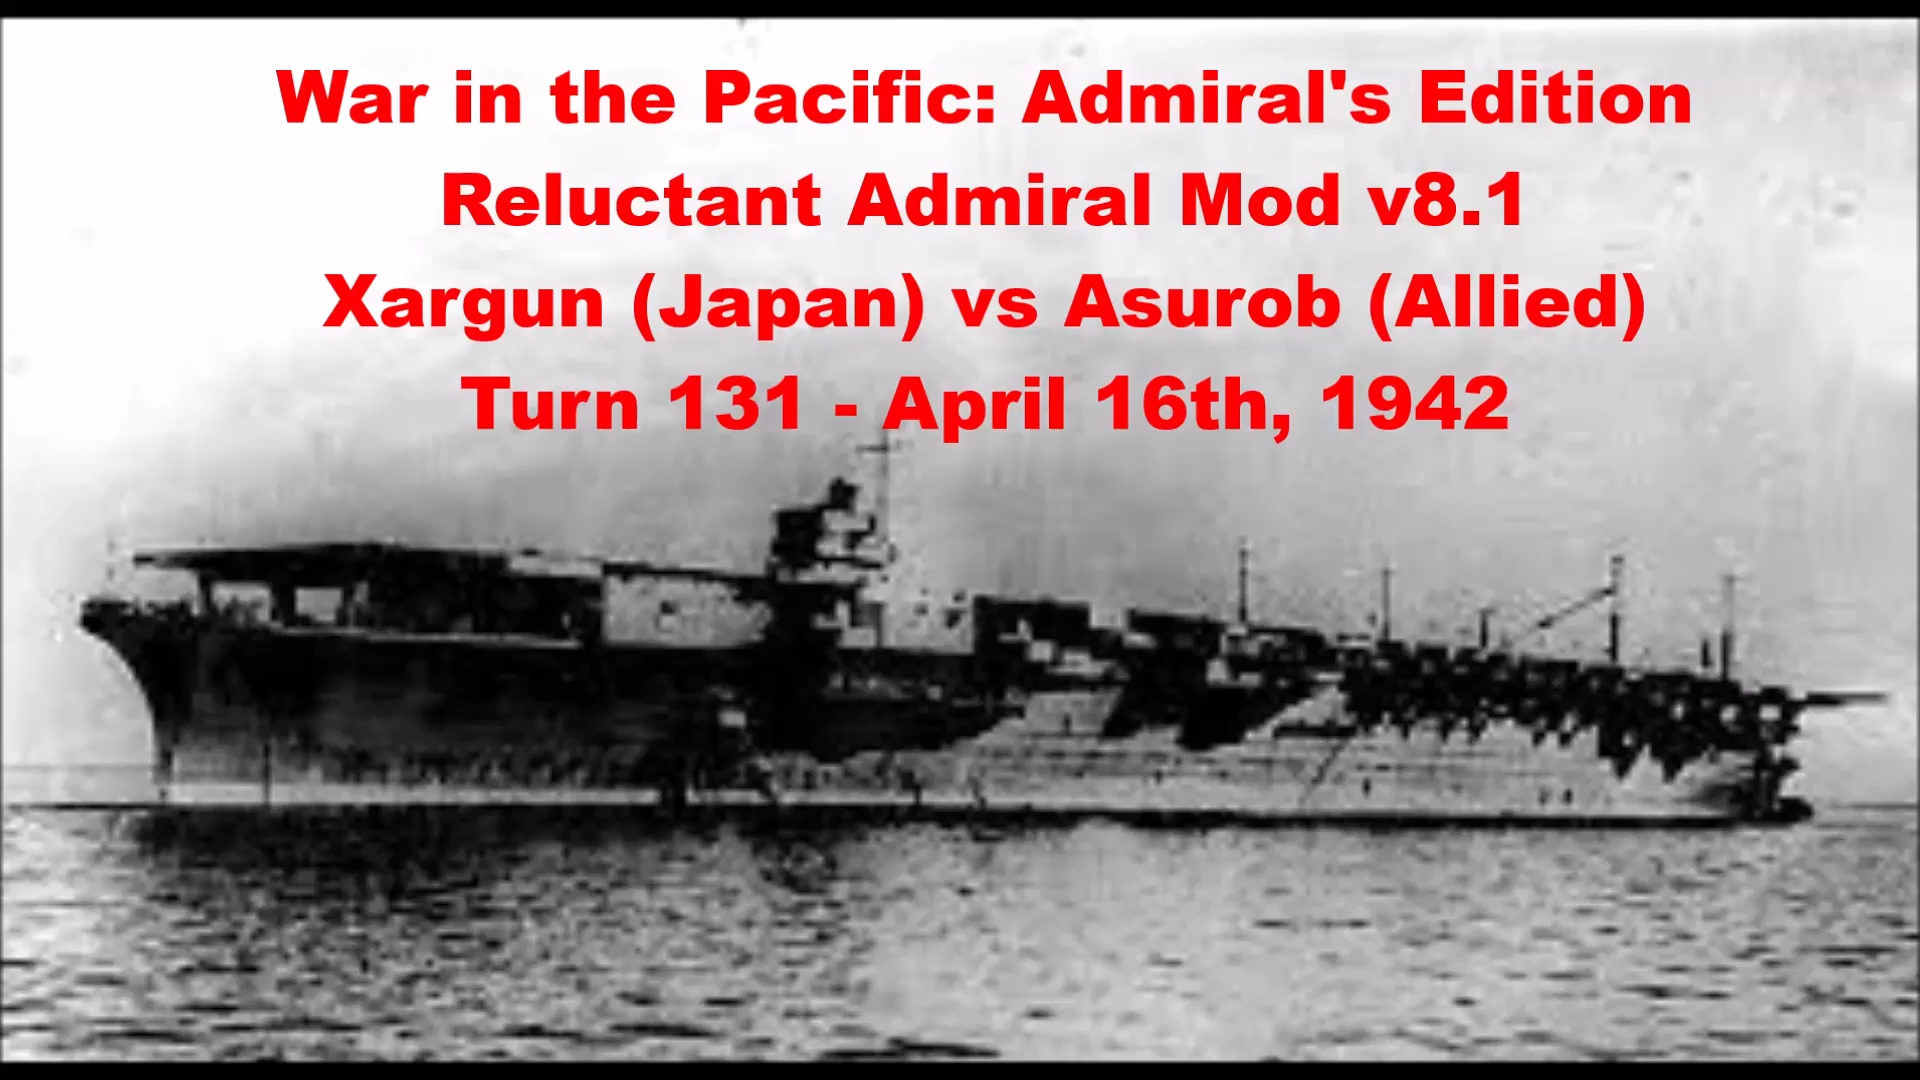 War in the Pacific: Admiral's Edition
Reluctant Admiral Mod v8.1
Xargun (Japan) vs Asurob (Allied)
Turn 131 - April 16th, 1942